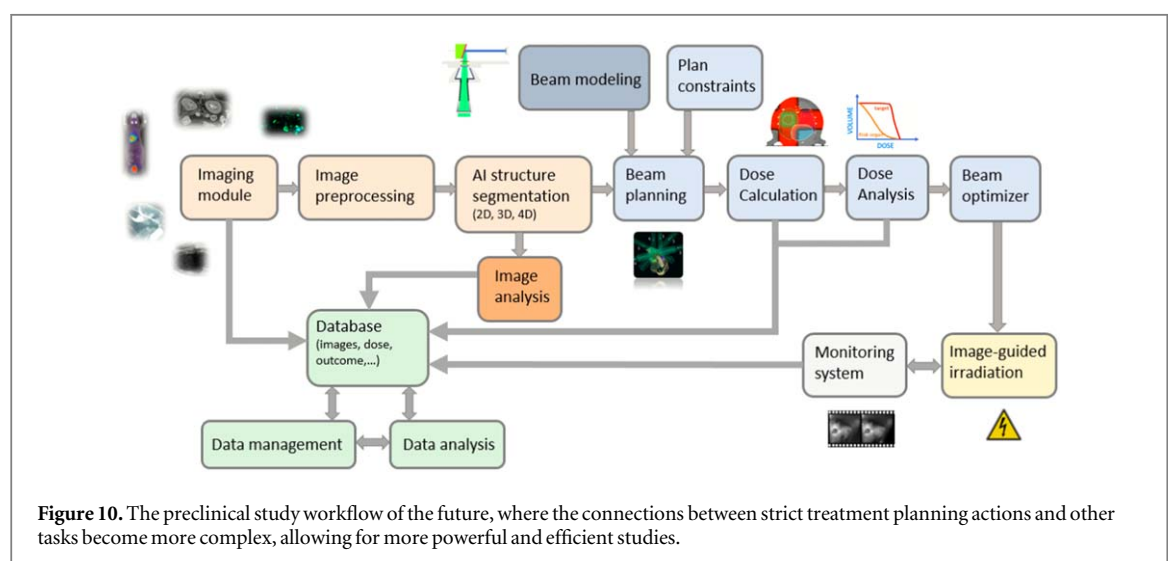 Beam modeling
Plan
constraints
VOLUME
target
DOSE
Imaging
module
Image
preprocessing
AI structure
segmentation
(2D, 3D, 4D)
Beam
planning
Dose
Calculation
Dose
Analysis
Beam
optimizer
Image
analysis
Database
(images, dose,
outcome,...)
Monitoring
system
Image-guided
irradiation
Data management
Data analysis
Figure 10. The preclinical study workflow of the future, where the connections between strict treatment planning actions and other
tasks become more complex, allowing for more powerful and efficient studies.